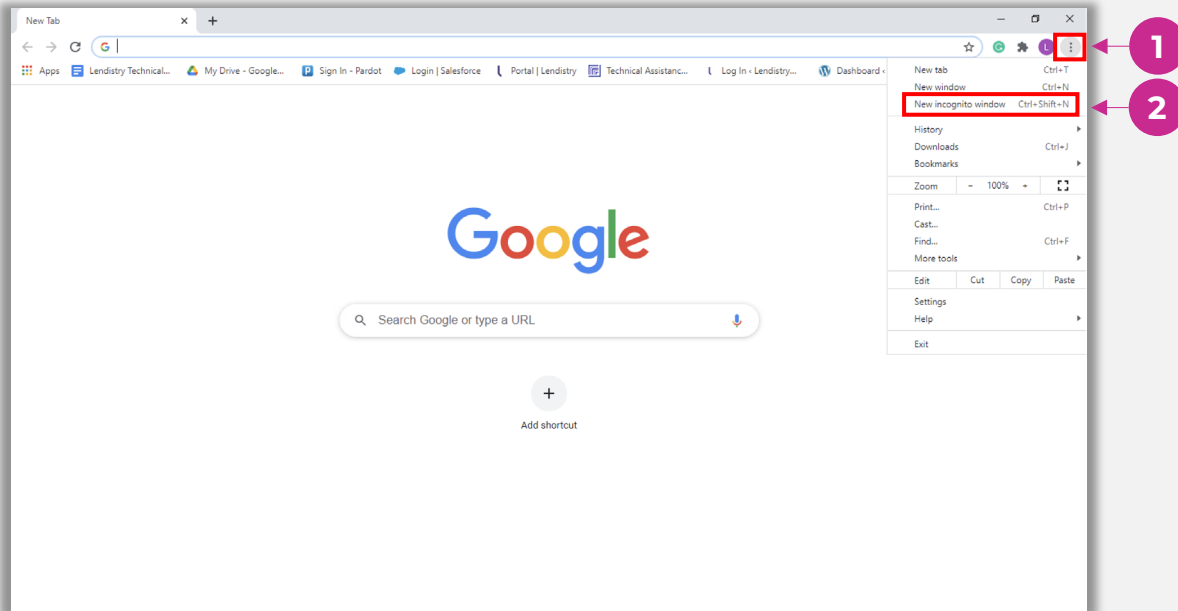 New Tab
G
L
1
Apps Lendistry Technical... My Drive - Google... Sign In - Pardot Login | Salesforce Portal | Lendistry Technical Assistanc... Log In ‹ Lendistry... Dashboard ‹
New tab Ctrl+T
New window Ctrl+N
New incognito window Ctrl+Shift+N
2
History
Downloads Ctrl+J
Bookmarks
Zoom - 100% +
Print... Ctrl+P
Cast...
Find... Ctrl+F
More tools
Edit Cut Copy Paste
Settings
Help
Exit
Google
Search Google or type a URL
Add shortcut